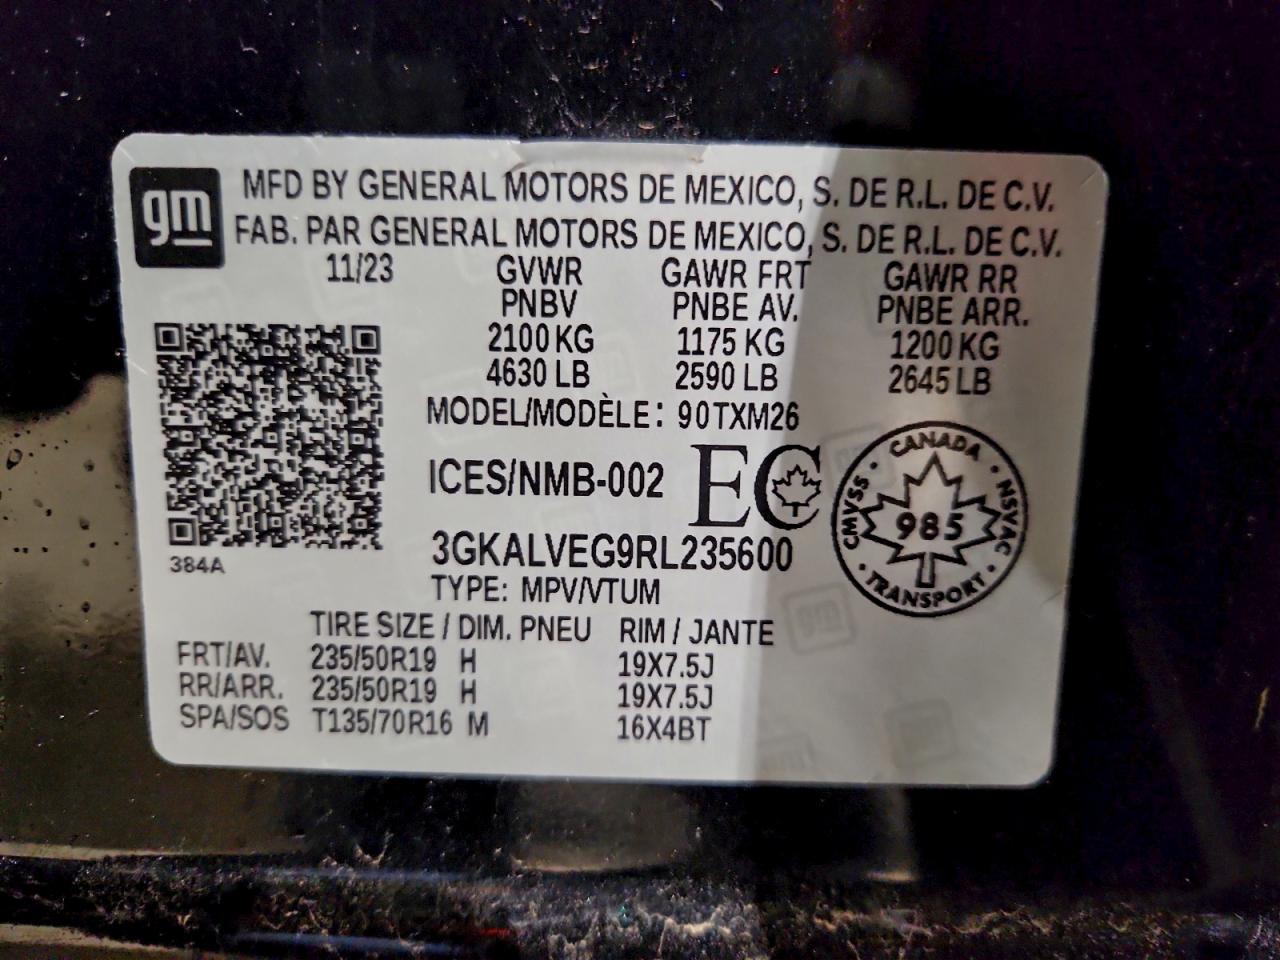 gm
MFD BY GENERAL MOTORS DE MEXICO, S. DE R.L. DE C.V.
FAB. PAR GENERAL MOTORS DE MEXICO, S. DE R.L. DE C.V.
11/23 GVWR GAWR FRT GAWR RR
PNBV PNBE AV. PNBE ARR.
2100 KG 1175 KG 1200 KG
4630 LB 2590 LB 2645 LB
MODEL/MODÈLE: 90TXM26
ICES/NMB-002 EC
CANADA
CMVSS 985 NSVAC
TRANSPORT
3GKALVEG9RL235600
384A
TYPE: MPV/VTUM
TIRE SIZE / DIM. PNEU RIM / JANTE
FRT/AV. 235/50R19 H 19X7.5J
RR/ARR. 235/50R19 H 19X7.5J
SPA/SOS T135/70R16 M 16X4BT